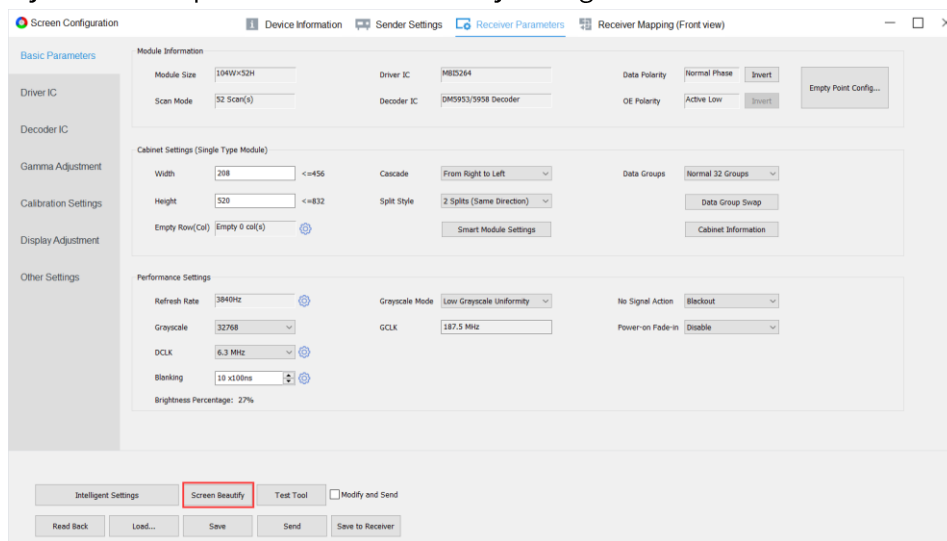 Screen Configuration
Device Information
Sender Settings
Receiver Parameters
Receiver Mapping (Front view)
Basic Parameters
Driver IC
Decoder IC
Gamma Adjustment
Calibration Settings
Display Adjustment
Other Settings
Module Information
Module Size 104W×52H Driver IC MBI5264 Data Polarity Normal Phase Invert
Empty Point Config...
Scan Mode 52 Scan(s) Decoder IC DM5953/5958 Decoder OE Polarity Active Low Invert
Cabinet Settings (Single Type Module)
Width 208 <=456 Cascade From Right to Left Data Groups Normal 32 Groups
Height 520 <=832 Split Style 2 Splits (Same Direction) Data Group Swap
Empty Row(Col) Empty 0 col(s) Smart Module Settings Cabinet Information
Performance Settings
Refresh Rate 3840Hz Grayscale Mode Low Grayscale Uniformity No Signal Action Blackout
Grayscale 32768 GCLK 187.5 MHz Power-on Fade-in Disable
DCLK 6.3 MHz
Blanking 10 x100ns
Brightness Percentage: 27%
Intelligent Settings Screen Beautify Test Tool Modify and Send
Read Back Load... Save Send Save to Receiver